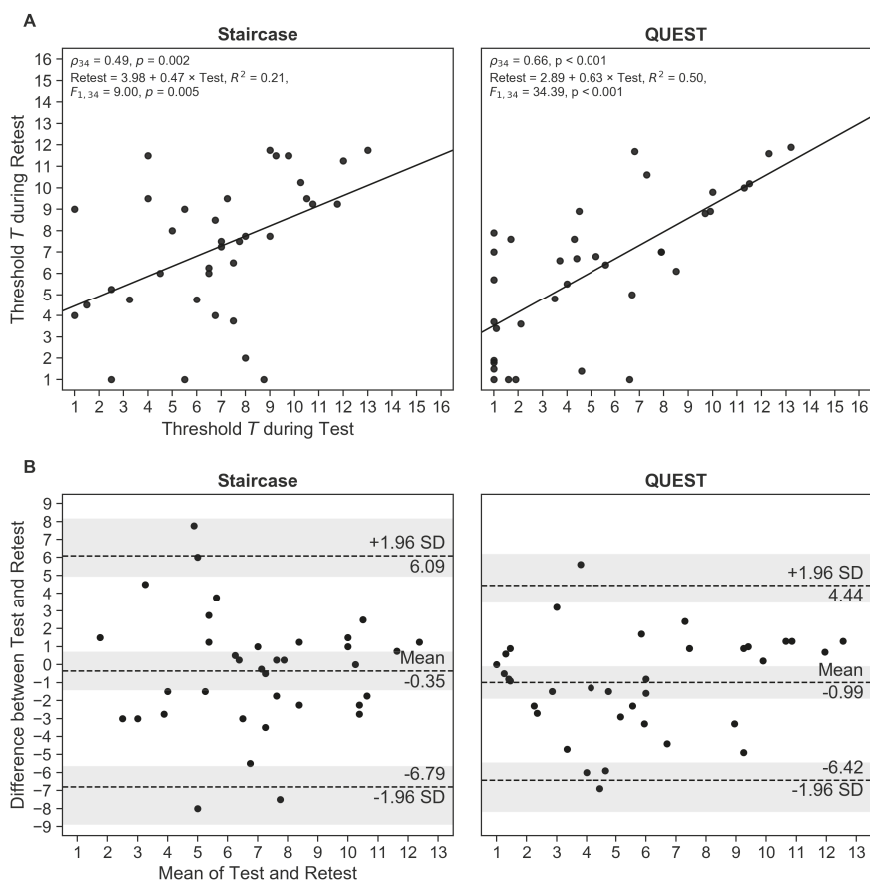 A
Staircase
QUEST
ρ34 = 0.49, p = 0.002
Retest = 3.98 + 0.47 × Test, R² = 0.21,
F1, 34 = 9.00, p = 0.005
ρ34 = 0.66, p < 0.001
Retest = 2.89 + 0.63 × Test, R² = 0.50,
F1, 34 = 34.39, p < 0.001
Threshold T during Retest
16
15
14
13
12
11
10
9
8
7
6
5
4
3
2
1
1 2 3 4 5 6 7 8 9 10 11 12 13 14 15 16
1 2 3 4 5 6 7 8 9 10 11 12 13 14 15 16
Threshold T during Test
B
Staircase
QUEST
Difference between Test and Retest
9
8
7
6
5
4
3
2
1
0
−1
−2
−3
−4
−5
−6
−7
−8
−9
+1.96 SD
6.09
Mean
-0.35
-6.79
-1.96 SD
+1.96 SD
4.44
Mean
-0.99
-6.42
-1.96 SD
1 2 3 4 5 6 7 8 9 10 11 12 13
1 2 3 4 5 6 7 8 9 10 11 12 13
Mean of Test and Retest